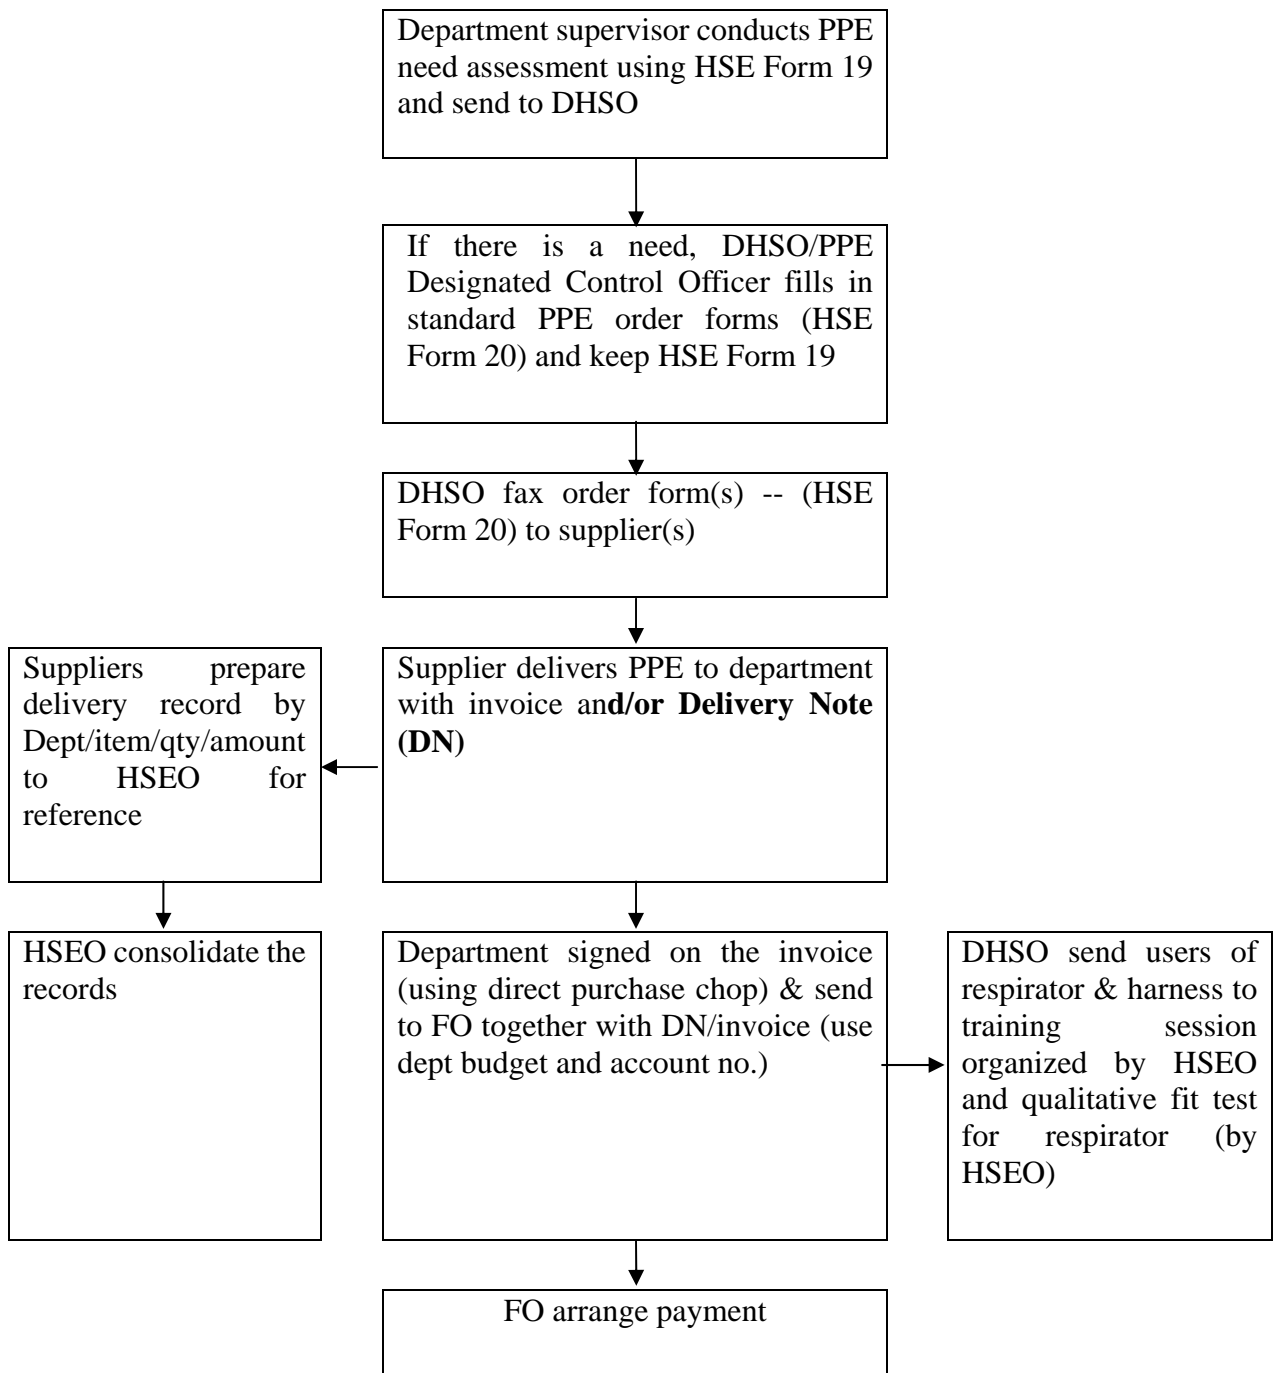 Department supervisor conducts PPE
need assessment using HSE Form 19
and send to DHSO
If there is a need, DHSO/PPE
Designated Control Officer fills in
standard PPE order forms (HSE
Form 20) and keep HSE Form 19
DHSO fax order form(s) -- (HSE
Form 20) to supplier(s)
Suppliers prepare
delivery record by
Dept/item/qty/amount
to HSEO for
reference
Supplier delivers PPE to department
with invoice and/or Delivery Note
(DN)
HSEO consolidate the
records
Department signed on the invoice
(using direct purchase chop) & send
to FO together with DN/invoice (use
dept budget and account no.)
DHSO send users of
respirator & harness to
training session
organized by HSEO
and qualitative fit test
for respirator (by
HSEO)
FO arrange payment